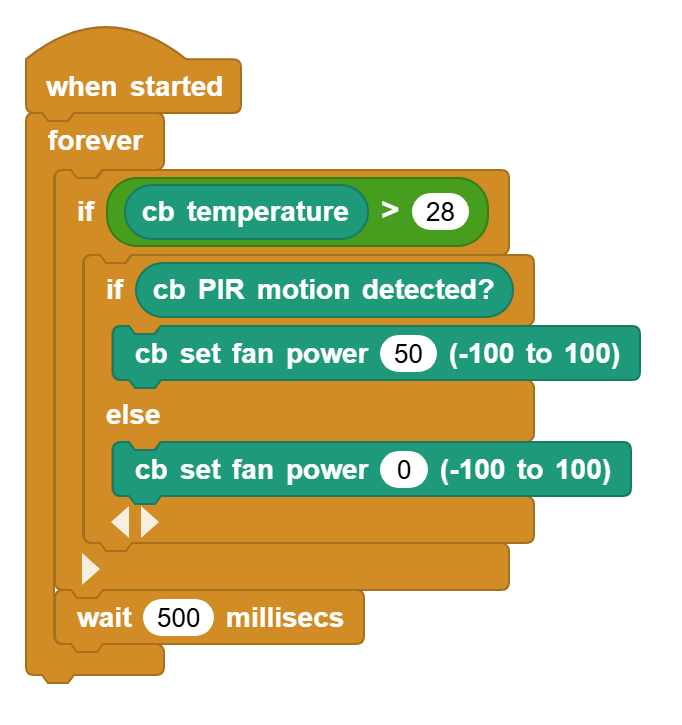 when started
forever
if cb temperature > 28
if cb PIR motion detected?
cb set fan power 50 (-100 to 100)
else
cb set fan power 0 (-100 to 100)
wait 500 millisecs